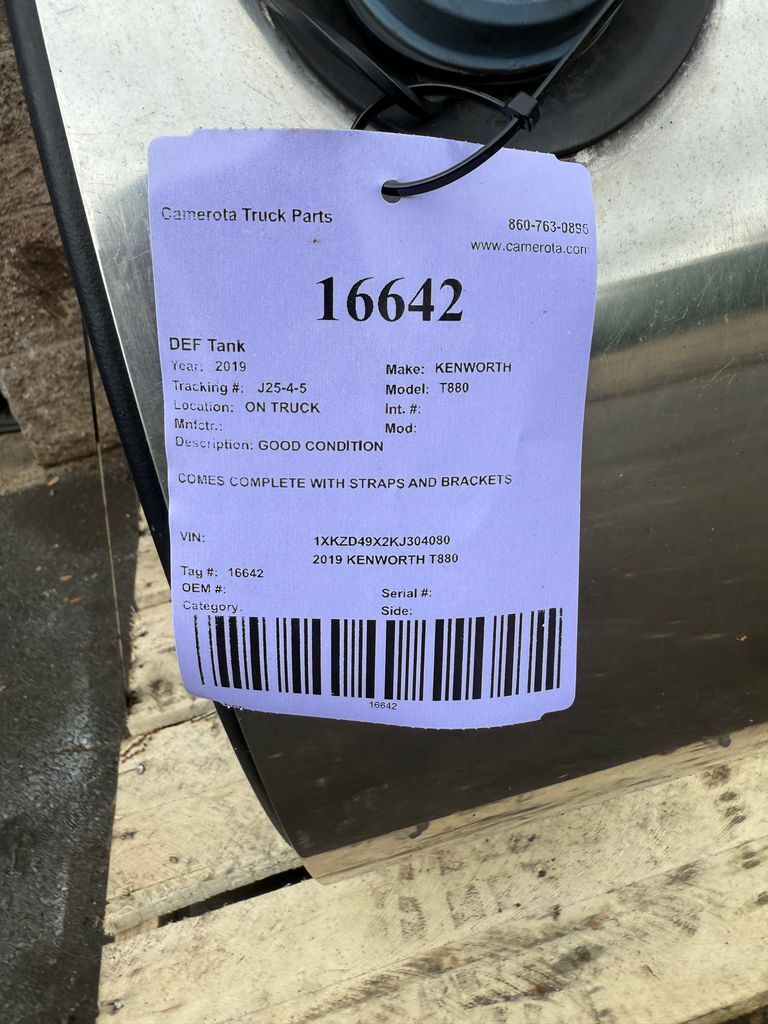 Camerota Truck Parts
860-763-0896
www.camerota.com
16642
DEF Tank
Year: 2019 Make: KENWORTH
Tracking #: J25-4-5 Model: T880
Location: ON TRUCK Int. #:
Mnfctr.: Mod:
Description: GOOD CONDITION
COMES COMPLETE WITH STRAPS AND BRACKETS
VIN: 1XKZD49X2KJ304080
2019 KENWORTH T880
Tag #: 16642
OEM #: Serial #:
Category: Side:
16642